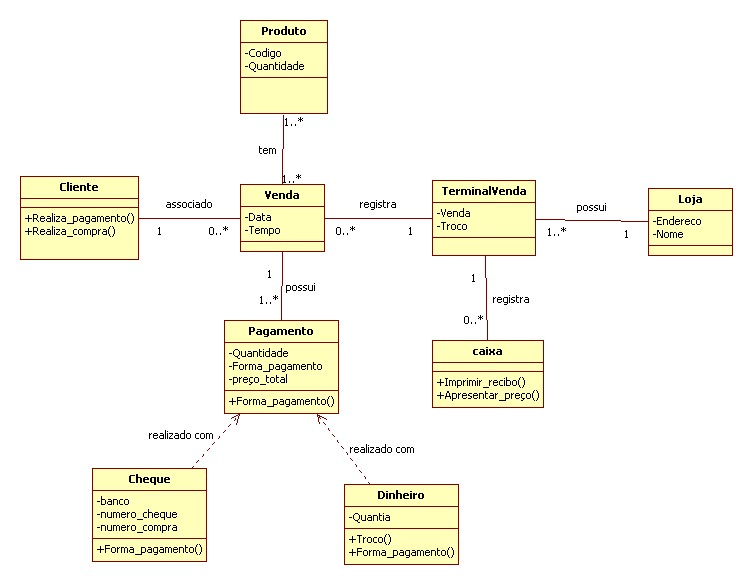 Produto
-Codigo
-Quantidade
1..*
tem
1..*
Cliente
+Realiza_pagamento()
+Realiza_compra()
associado
1
0..*
Venda
-Data
-Tempo
registra
0..*
1
TerminalVenda
-Venda
-Troco
possui
1..*
1
Loja
-Endereco
-Nome
1
possui
1..*
1
registra
0..*
Pagamento
-Quantidade
-Forma_pagamento
-preço_total
+Forma_pagamento()
caixa
+Imprimir_recibo()
+Apresentar_preço()
realizado com
realizado com
Cheque
-banco
-numero_cheque
-numero_compra
+Forma_pagamento()
Dinheiro
-Quantia
+Troco()
+Forma_pagamento()